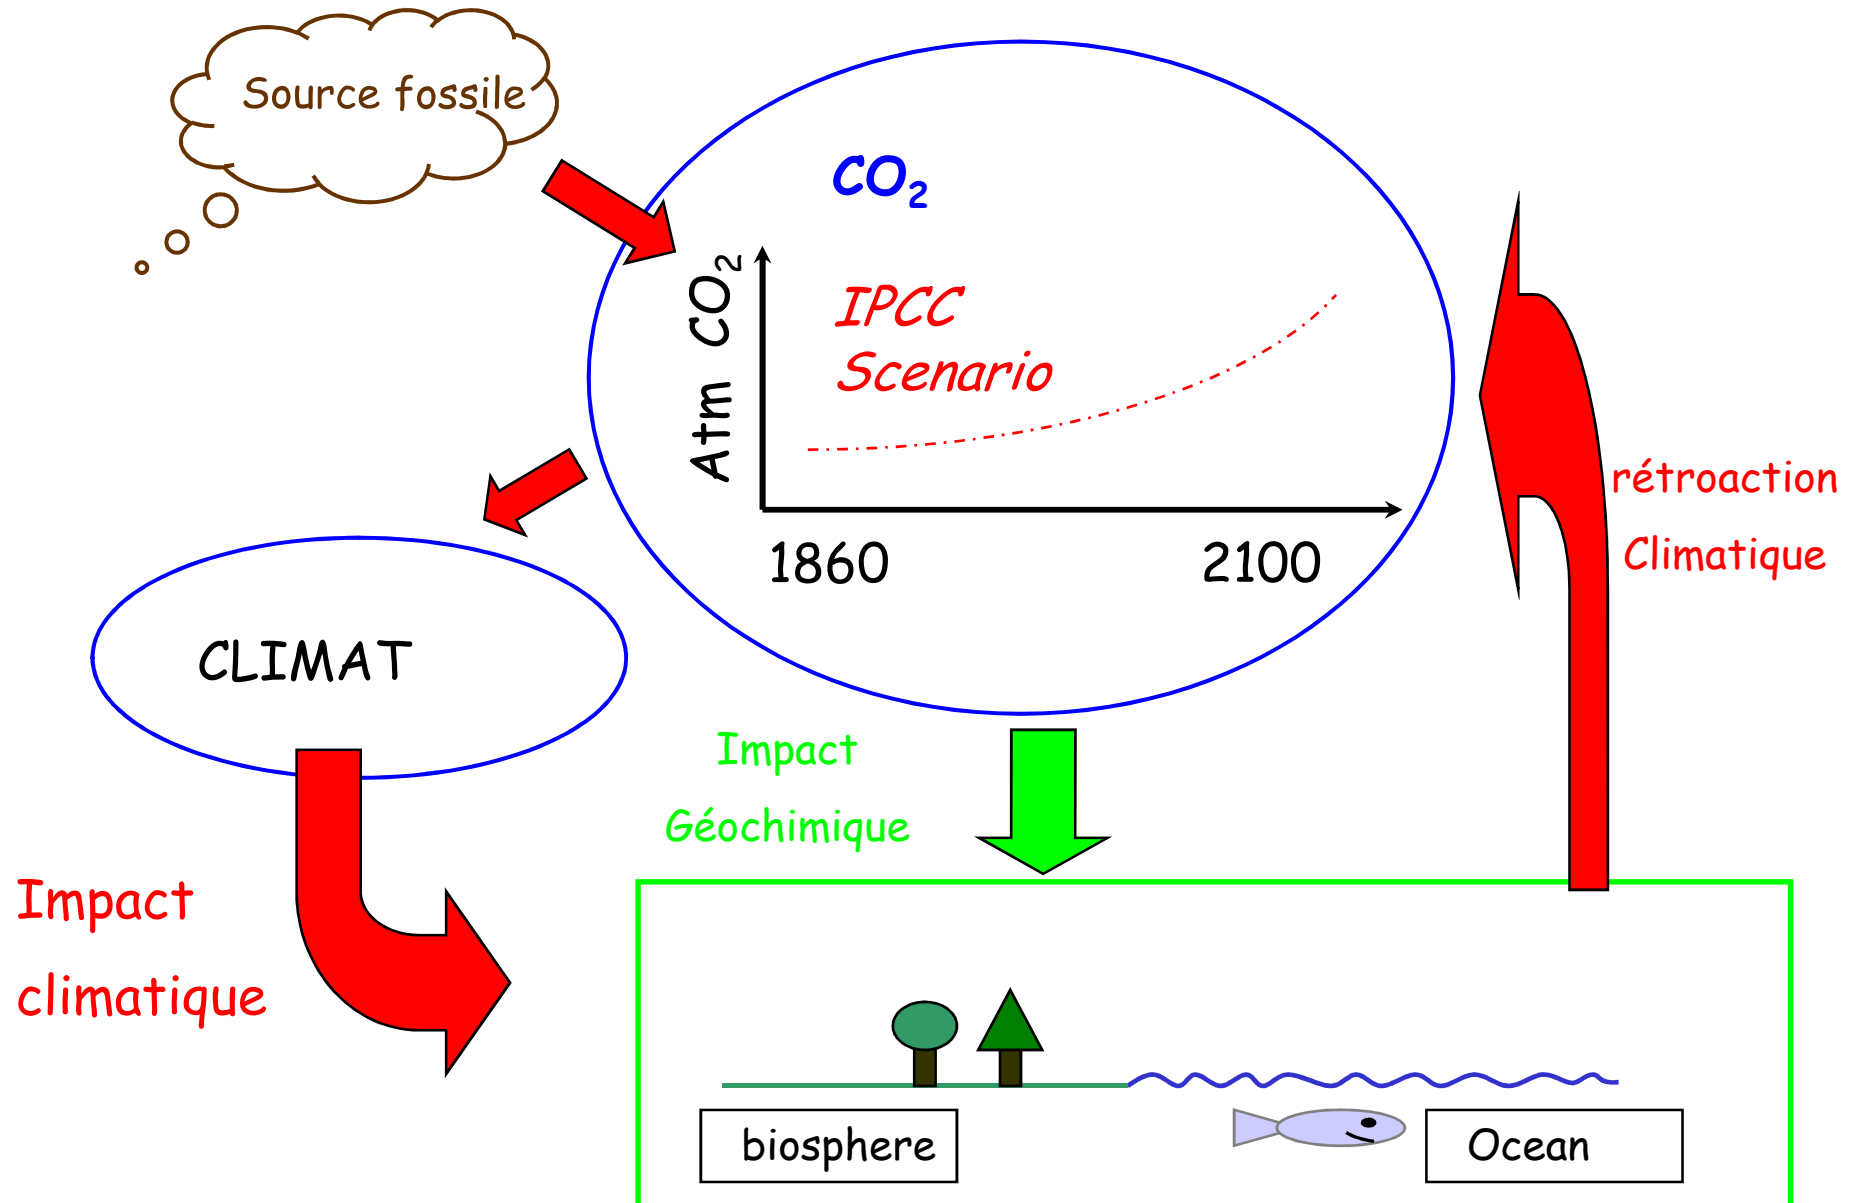 Source fossile
CO₂
Atm CO₂
IPCC
Scenario
1860
2100
rétroaction
Climatique
CLIMAT
Impact
Géochimique
Impact
climatique
biosphere
Ocean